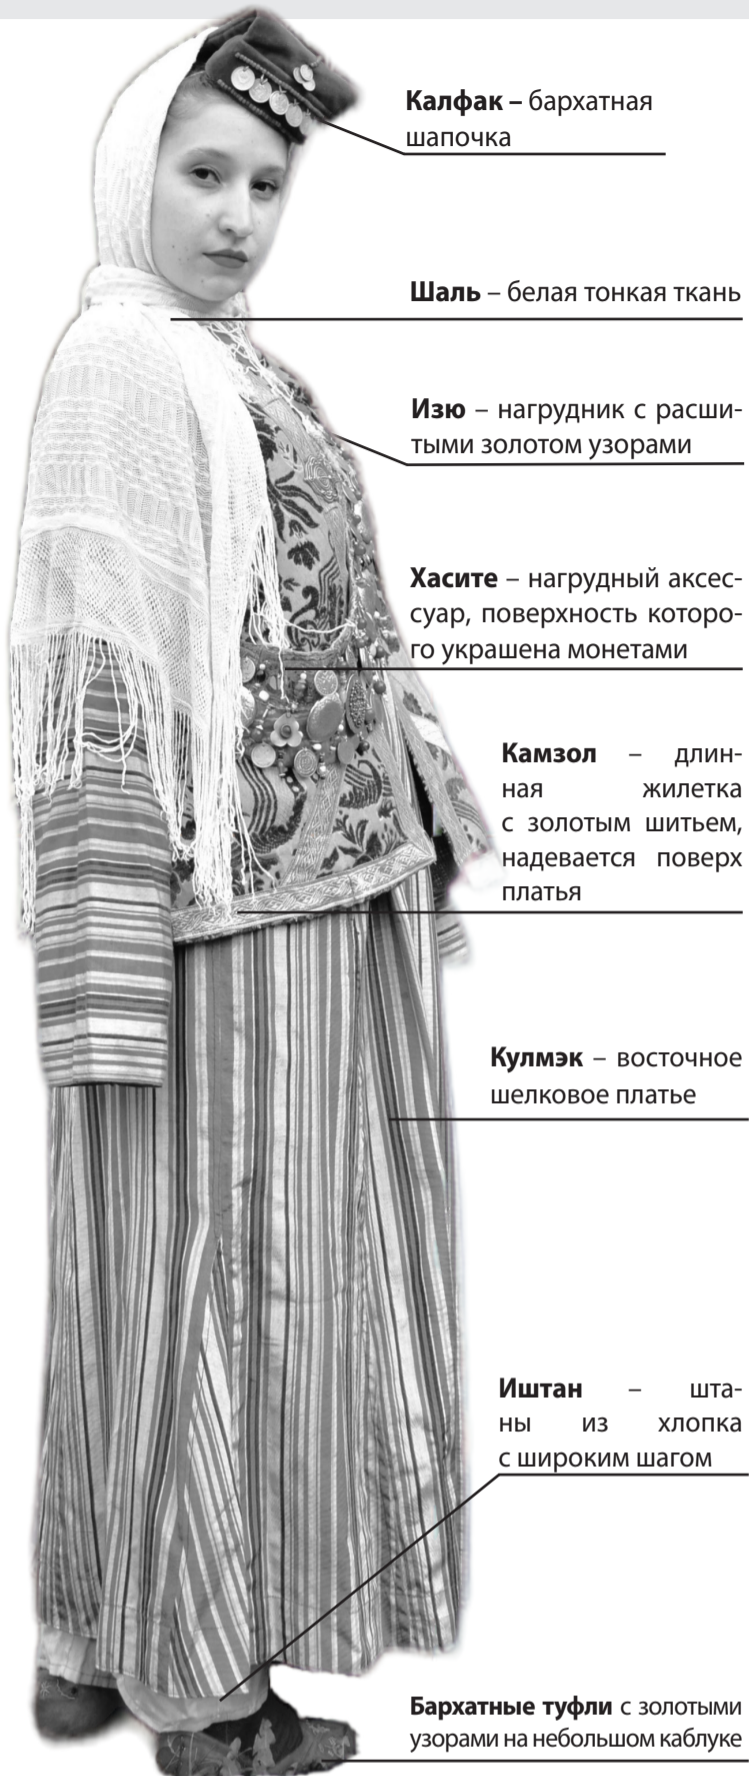 Калфак – бархатная
шапочка
Шаль – белая тонкая ткань
Изю – нагрудник с расши-
тыми золотом узорами
Хасите – нагрудный аксес-
суар, поверхность которо-
го украшена монетами
Камзол – длин-
ная жилетка
с золотым шитьем,
надевается поверх
платья
Кулмэк – восточное
шелковое платье
Иштан – шта-
ны из хлопка
с широким шагом
Бархатные туфли с золотыми
узорами на небольшом каблуке